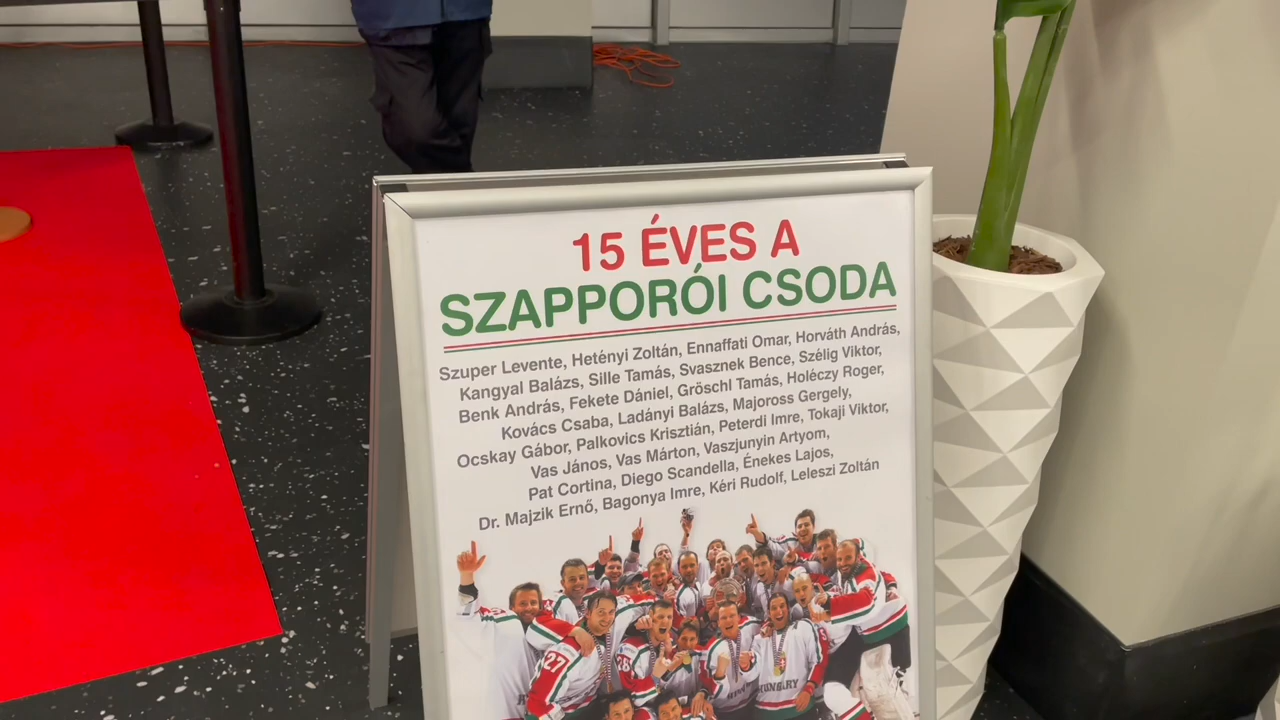 15 ÉVES A
SZAPPORÓI CSODA
Szuper Levente, Hetényi Zoltán, Ennaffati Omar, Horváth András,
Kangyal Balázs, Sille Tamás, Svasznek Bence, Szélig Viktor,
Benk András, Fekete Dániel, Gröschl Tamás, Holéczy Roger,
Kovács Csaba, Ladányi Balázs, Majoross Gergely,
Ocskay Gábor, Palkovics Krisztián, Peterdi Imre, Tokaji Viktor,
Vas János, Vas Márton, Vaszjunyin Artyom,
Pat Cortina, Diego Scandella, Énekes Lajos,
Dr. Majzik Ernő, Bagonya Imre, Kéri Rudolf, Leleszi Zoltán
27
28
HUNGARY